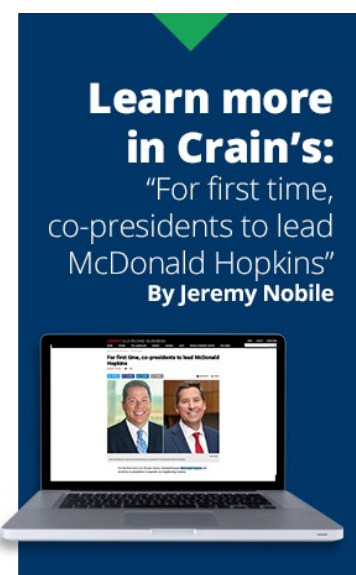 Learn more
in Crain’s:
“For first time,
co-presidents to lead
McDonald Hopkins”
By Jeremy Nobile
For first time, co-presidents to lead McDonald
Hopkins